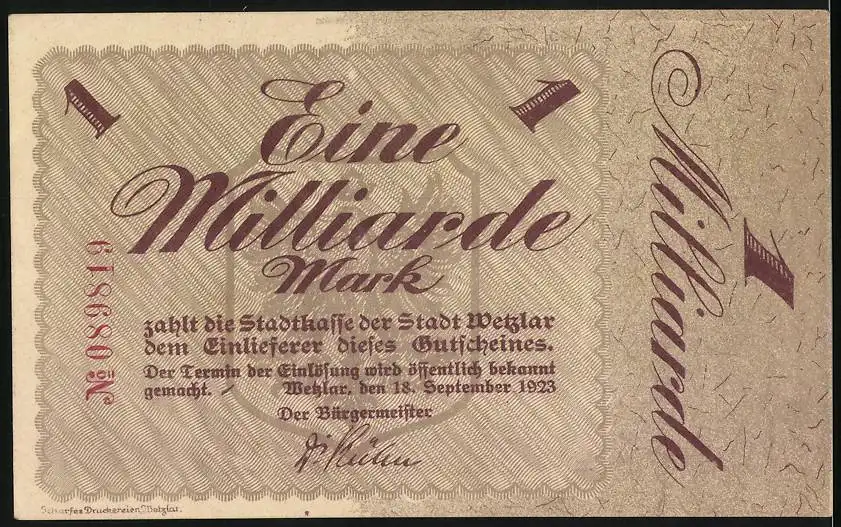 1
1
Eine
Milliarde
Mark
zahlt die Stadtkasse der Stadt Wetzlar
dem Einlieferer dieses Gutscheines.
Der Termin der Einlösung wird öffentlich bekannt
gemacht. Wetzlar, den 18. September 1923
Der Bürgermeister
№ 089819
1 Milliarde
Scharfes Druckereien, Wetzlar.